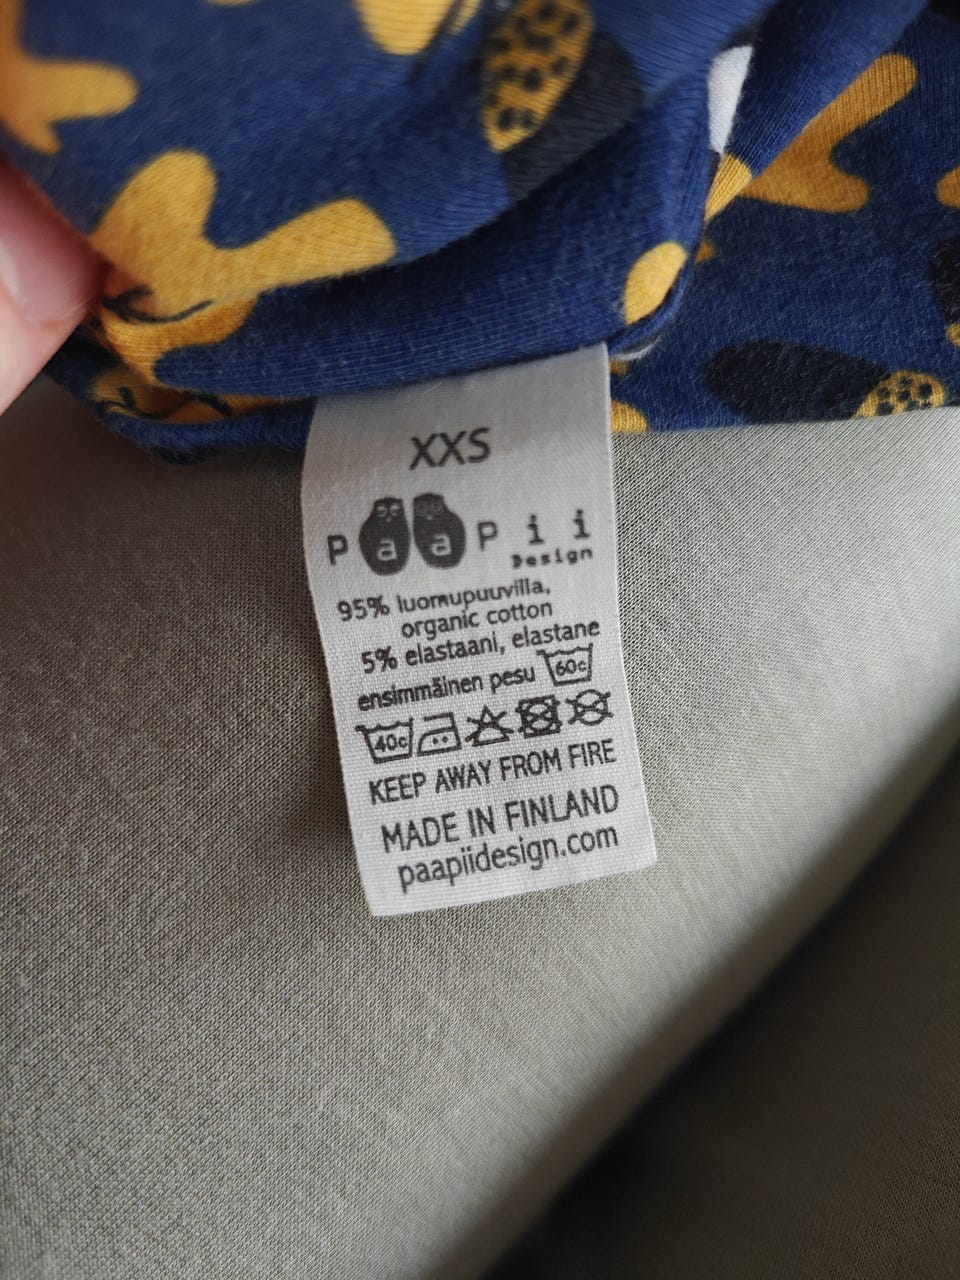 XXS
PaaPii
Design
95% luomupuuvilla,
organic cotton
5% elastaani, elastane
ensimmäinen pesu 60c
40c
KEEP AWAY FROM FIRE
MADE IN FINLAND
paapiidesign.com